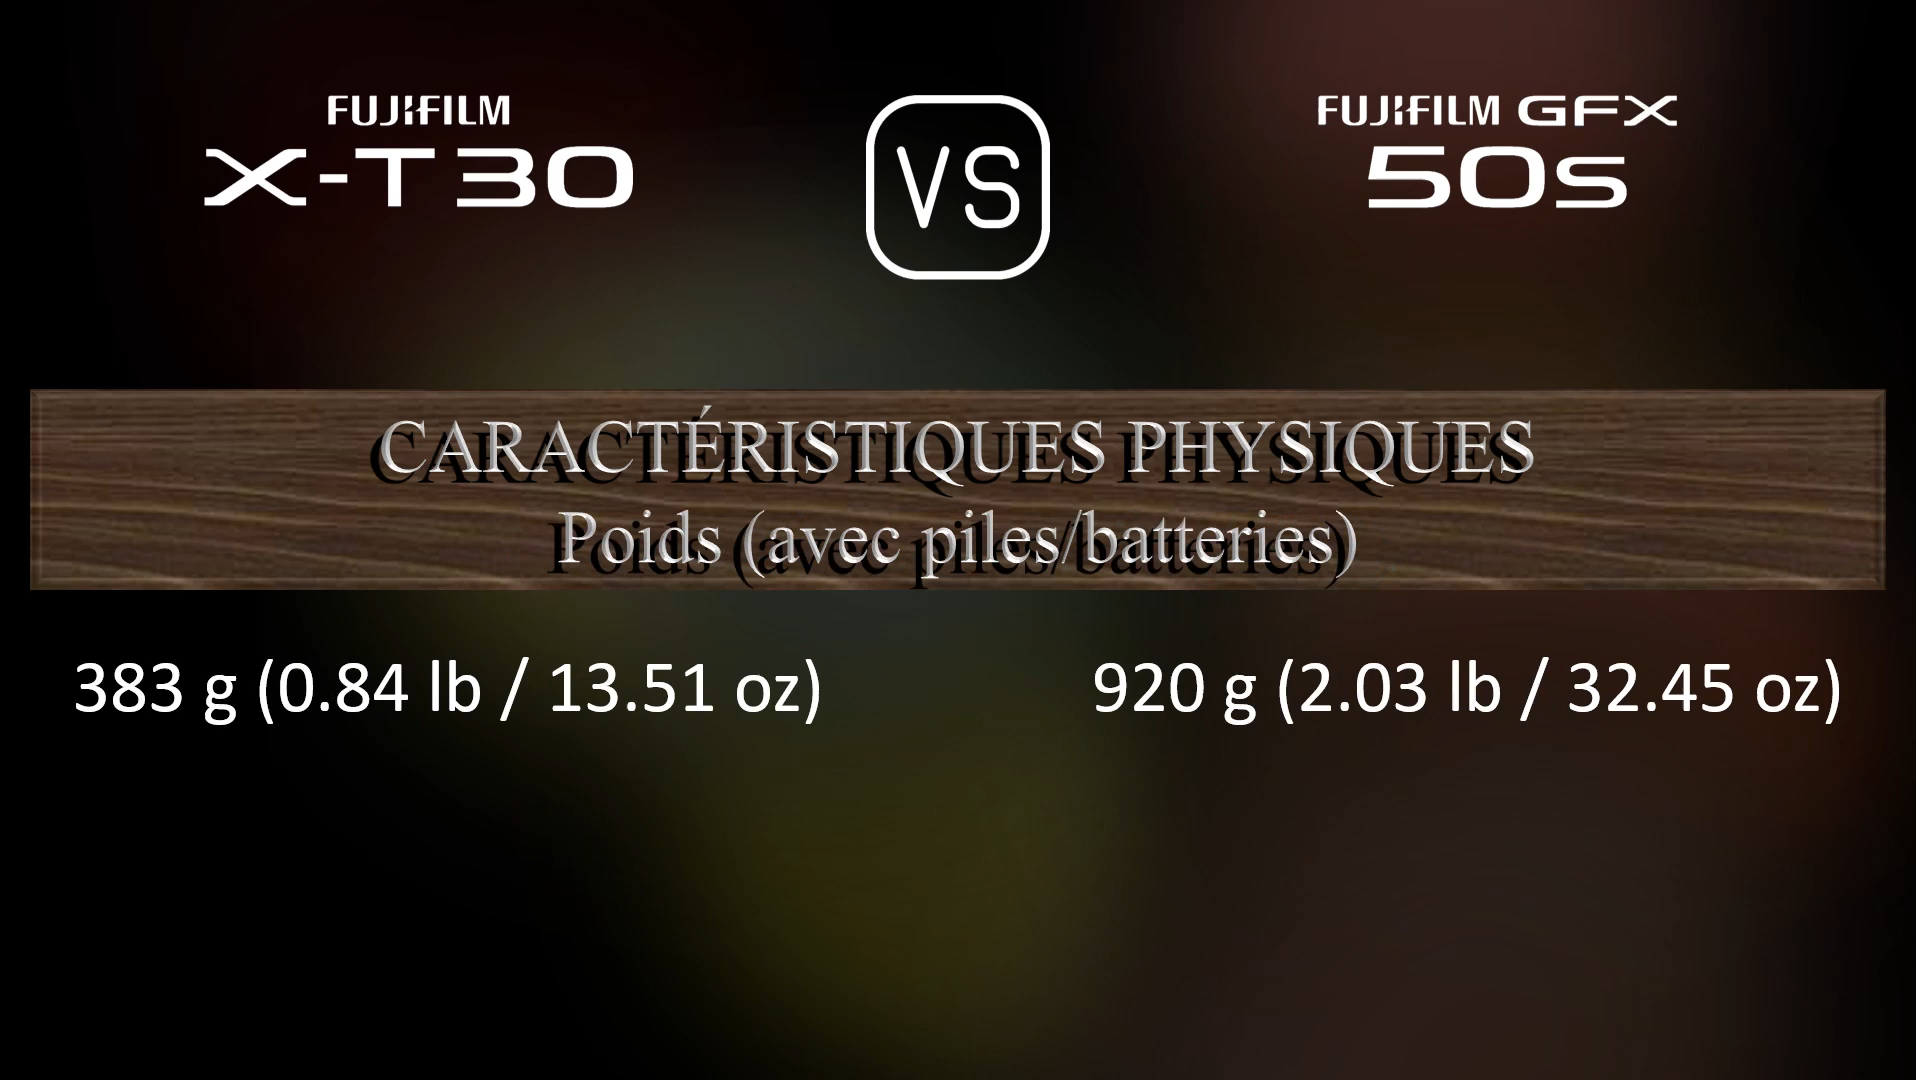 FUJIFILM
X-T30
VS
FUJIFILM GFX
50S
CARACTÉRISTIQUES PHYSIQUES
Poids (avec piles/batteries)
383 g (0.84 lb / 13.51 oz)
920 g (2.03 lb / 32.45 oz)